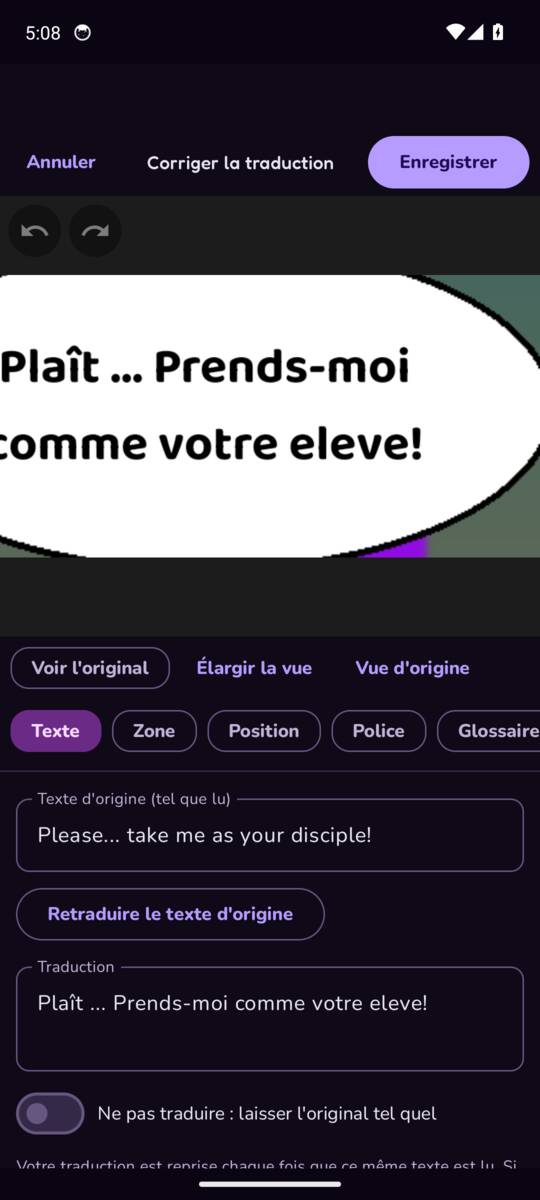 5:08
Annuler
Corriger la traduction
Enregistrer
Plaît ... Prends-moi
comme votre eleve!
Voir l'original
Élargir la vue
Vue d'origine
Texte
Zone
Position
Police
Glossaire
Texte d'origine (tel que lu)
Please... take me as your disciple!
Retraduire le texte d'origine
Traduction
Plaît ... Prends-moi comme votre eleve!
Ne pas traduire : laisser l'original tel quel
Votre traduction est reprise chaque fois que ce même texte est lu. Si